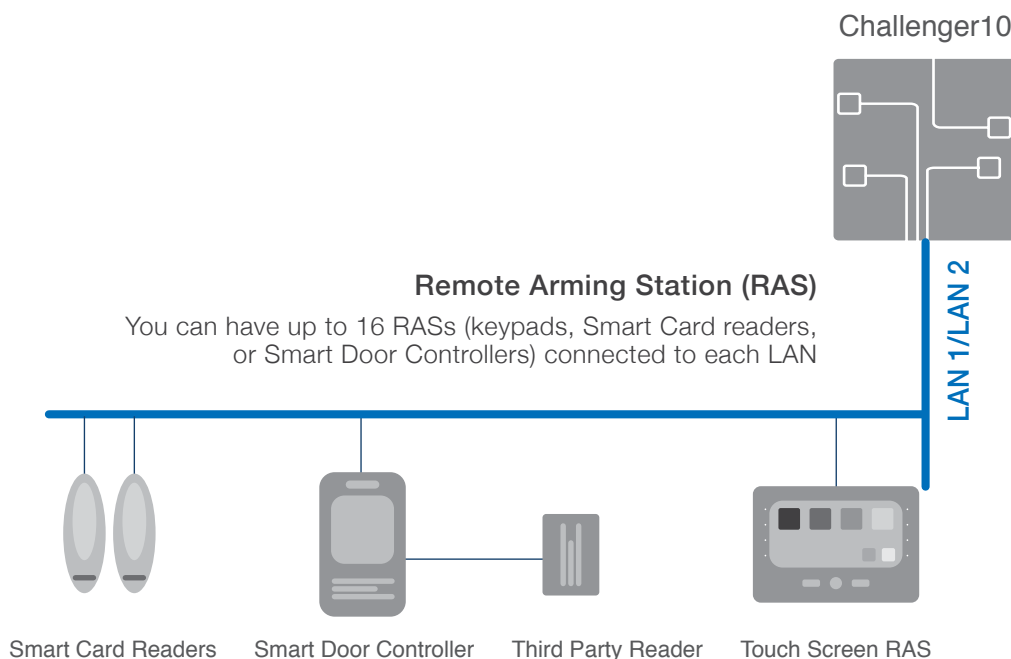 Challenger10
Remote Arming Station (RAS)
You can have up to 16 RASs (keypads, Smart Card readers,
or Smart Door Controllers) connected to each LAN
LAN 1/LAN 2
Smart Card Readers
Smart Door Controller
Third Party Reader
Touch Screen RAS